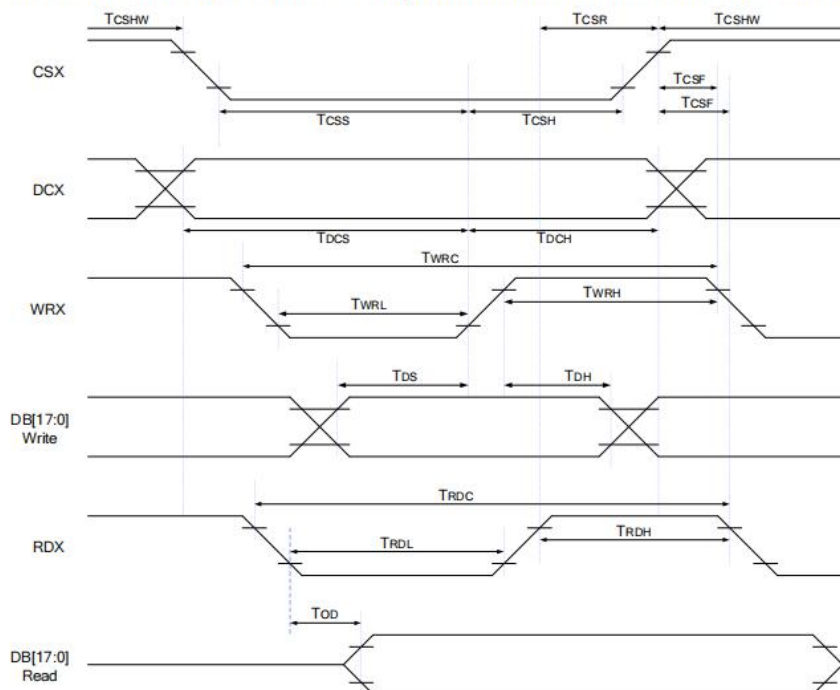 TCSHW TCSR TCSHW
CSX
TCSF
TCSF
TCSS TCSH
DCX
TDCS TDCH
TWRC
WRX
TWRL TWRH
TDS TDH
DB[17:0]
Write
TRDC
RDX
TRDL TRDH
TOD
DB[17:0]
Read